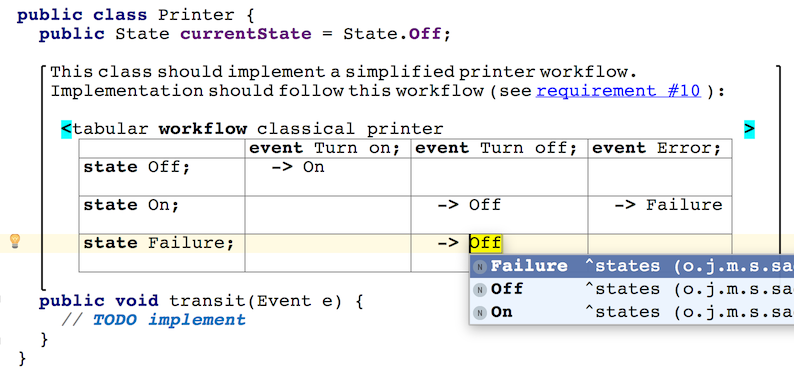 public class Printer {
public State currentState = State.Off;
This class should implement a simplified printer workflow.
Implementation should follow this workflow (see requirement #10 ):
<tabular workflow classical printer >
event Turn on; event Turn off; event Error;
state Off; -> On
state On; -> Off -> Failure
state Failure; -> Off
N Failure ^states (o.j.m.s.sa
N Off ^states (o.j.m.s.sa
N On ^states (o.j.m.s.sa
public void transit(Event e) {
// TODO implement
}
}